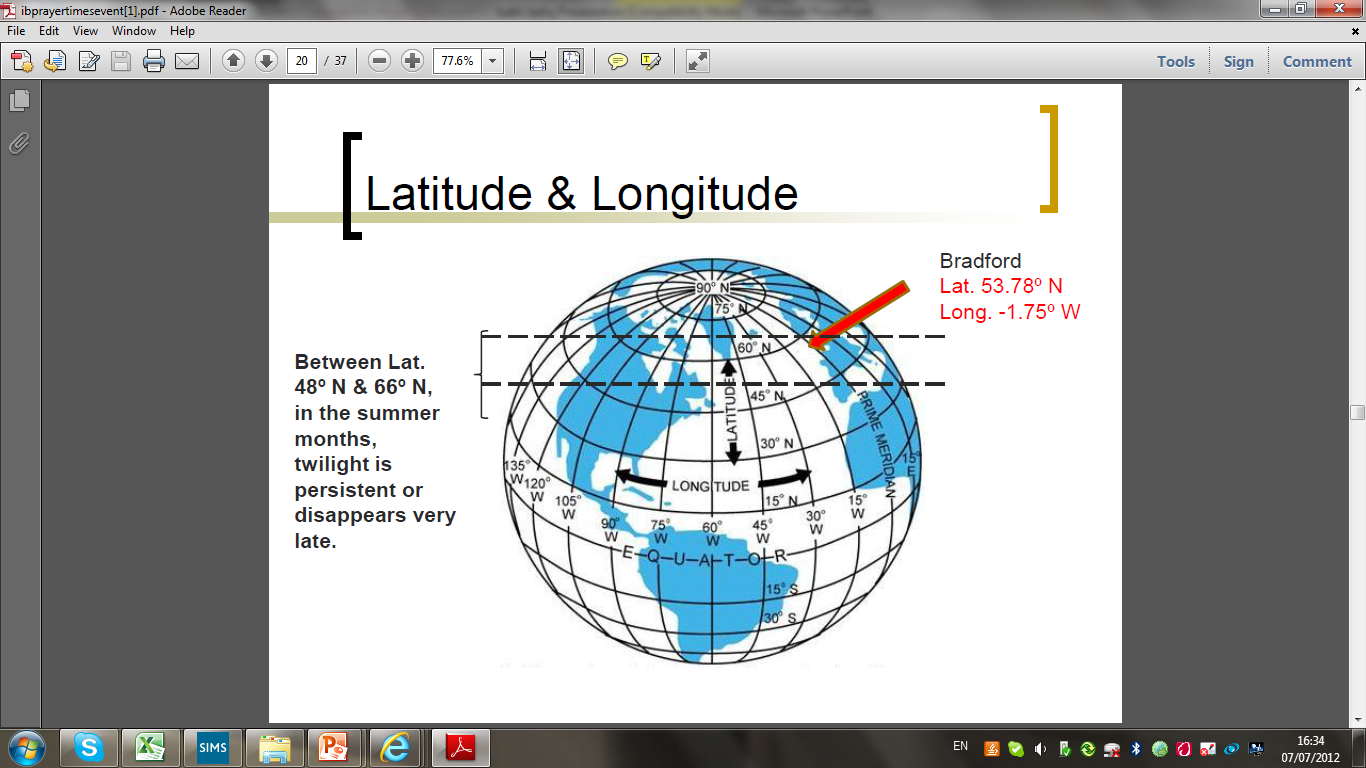 ibprayertimesevent[1].pdf - Adobe Reader
File Edit View Window Help
20 / 37 77.6% Tools Sign Comment
Latitude & Longitude
Bradford
Lat. 53.78º N
Long. -1.75º W
Between Lat.
48º N & 66º N,
in the summer
months,
twilight is
persistent or
disappears very
late.
90° N
75° N
60° N
45° N
30° N
15° N
LATITUDE
LONGITUDE
PRIME MERIDIAN
15° E
135° W
120° W
105° W
90° W
75° W
60° W
45° W
30° W
15° W
E-Q-U-A-T-O-R
15° S
30° S
SIMS
EN
16:34
07/07/2012